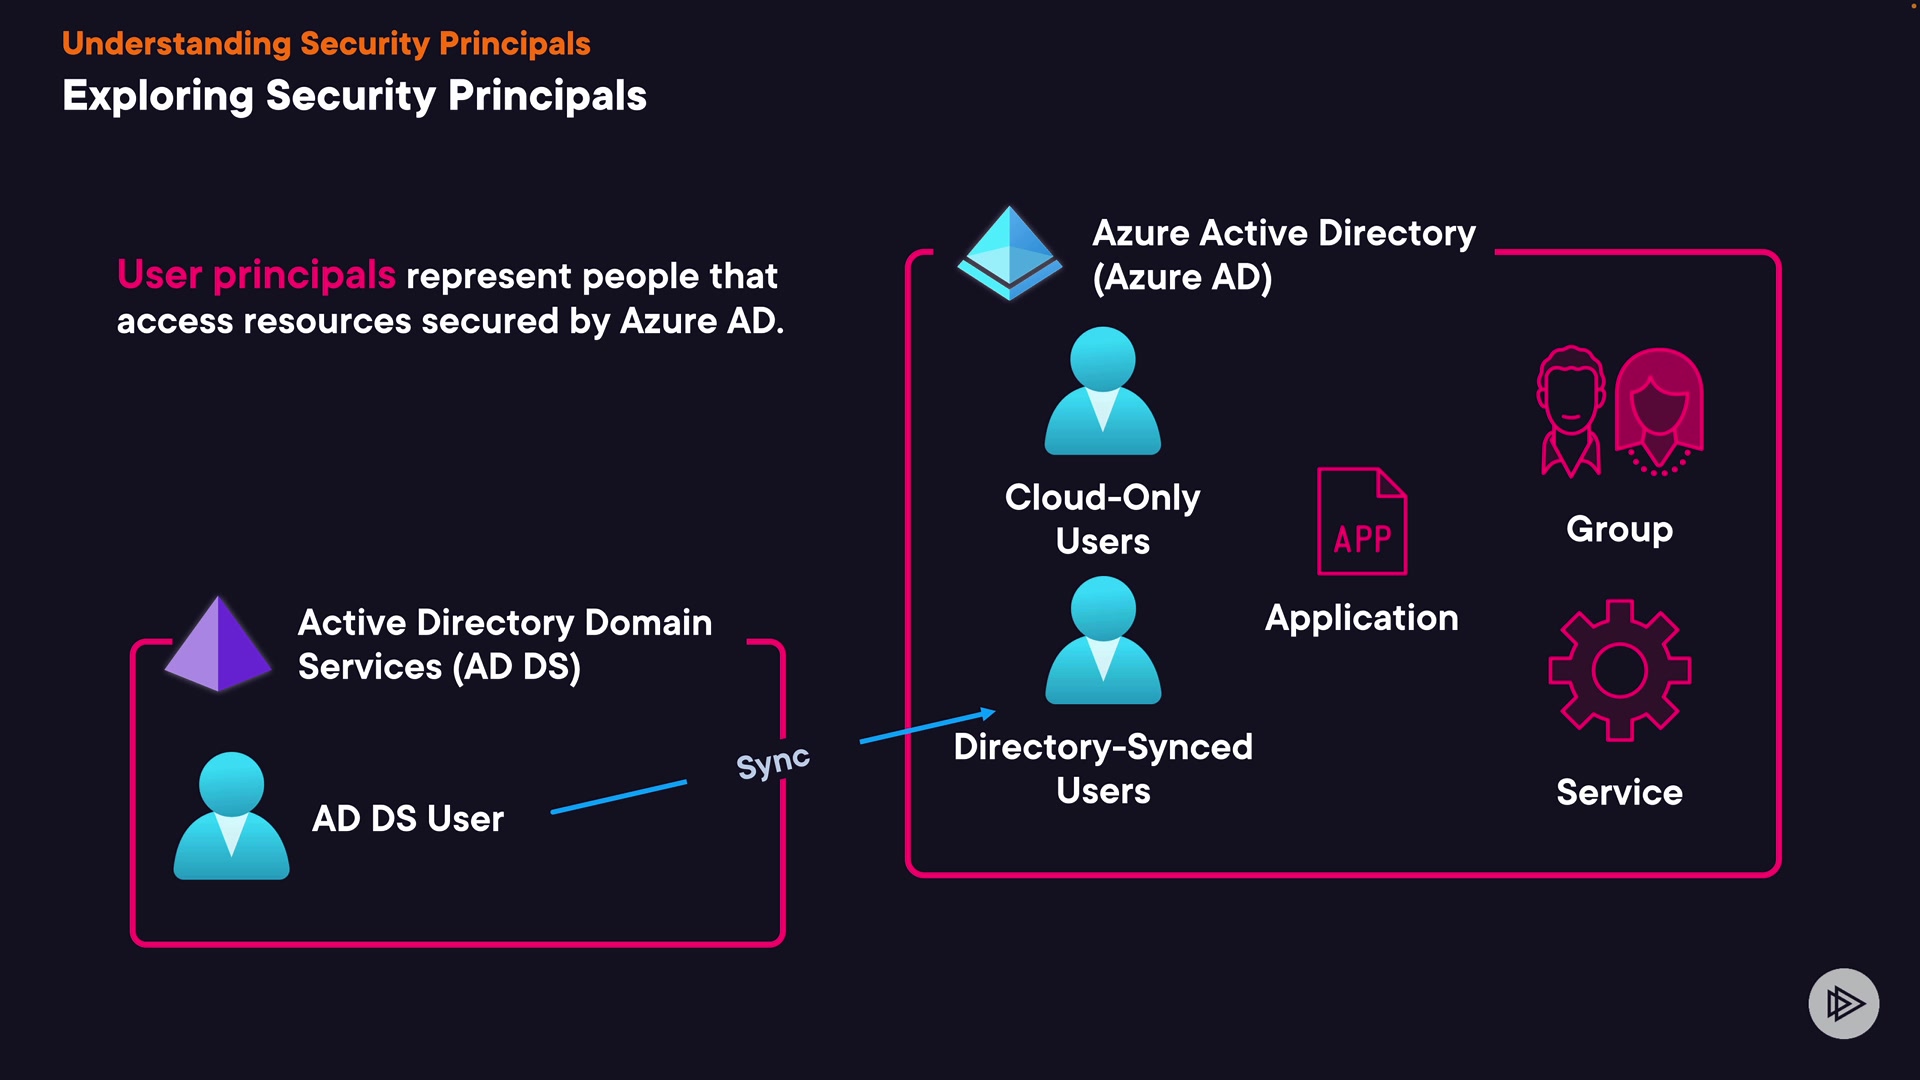 Understanding Security Principals
Exploring Security Principals
User principals represent people that
access resources secured by Azure AD.
Azure Active Directory
(Azure AD)
Cloud-Only
Users
APP
Application
Group
Directory-Synced
Users
Service
Active Directory Domain
Services (AD DS)
AD DS User
Sync